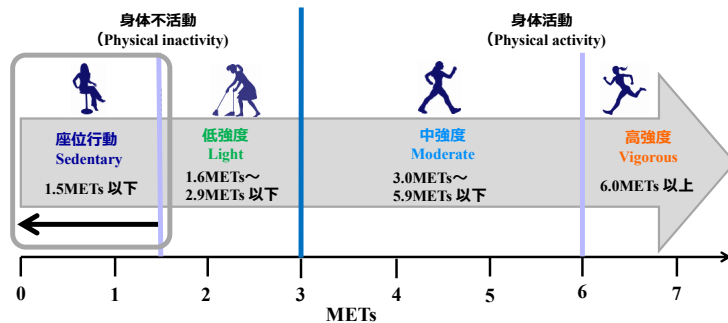 身体不活動
（Physical inactivity)
身体活動
（Physical activity)
座位行動
Sedentary
1.5METs 以下
低強度
Light
1.6METs～
2.9METs 以下
中強度
Moderate
3.0METs～
5.9METs 以下
高強度
Vigorous
6.0METs 以上
0 1 2 3 4 5 6 7
METs